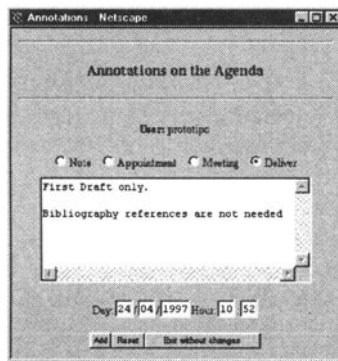 Annotations - Netscape
Annotations on the Agenda
User: prototipo
Note Appointment Meeting Deliver
First Draft only.
Bibliography references are not needed
Day: 24 / 04 / 1997 Hour: 10 : 52
Add Reset Exit without changes